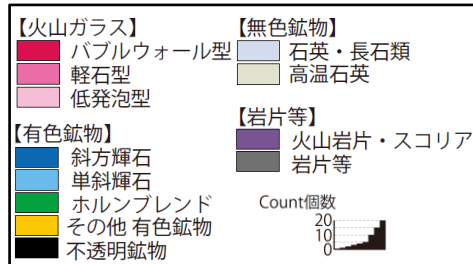 【火山ガラス】
バブルウォール型
軽石型
低発泡型
【有色鉱物】
斜方輝石
単斜輝石
ホルンブレンド
その他 有色鉱物
不透明鉱物
【無色鉱物】
石英・長石類
高温石英
【岩片等】
火山岩片・スコリア
岩片等
Count個数
20
10
0